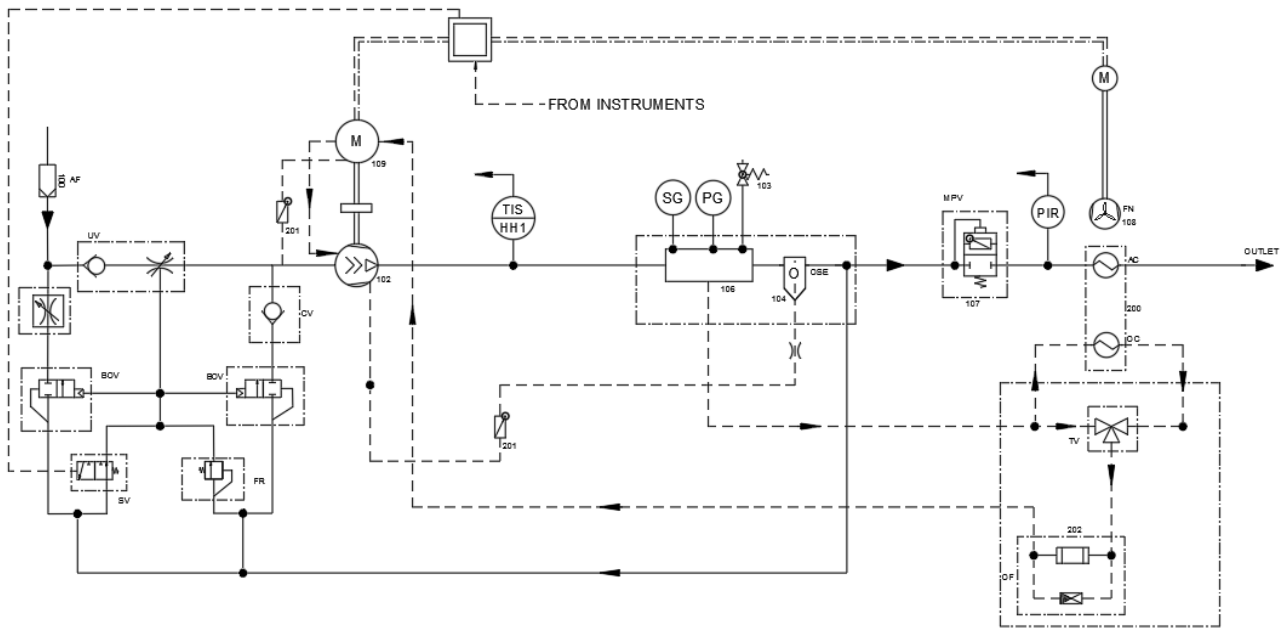 M
FROM INSTRUMENTS
M
109
100
AF
201
TIS
HH1
SG
PG
103
MPV
PIR
FN
108
UV
OUTLET
102
106
104
OSE
107
AC
200
CV
OC
BOV
BOV
201
TV
SV
FR
202
OF